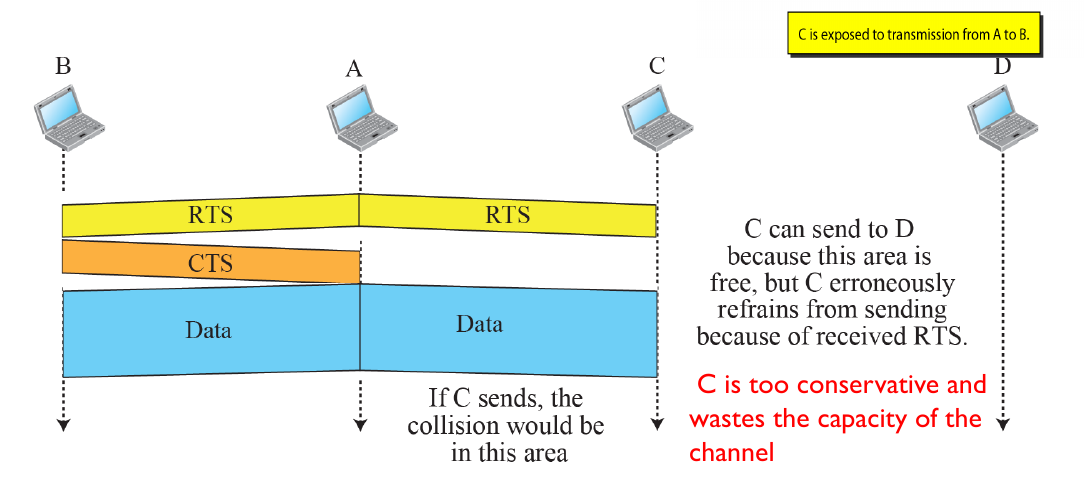 C is exposed to transmission from A to B.
B
A
C
D
RTS
RTS
CTS
Data
Data
C can send to D
because this area is
free, but C erroneously
refrains from sending
because of received RTS.
If C sends, the
collision would be
in this area
C is too conservative and
wastes the capacity of the
channel